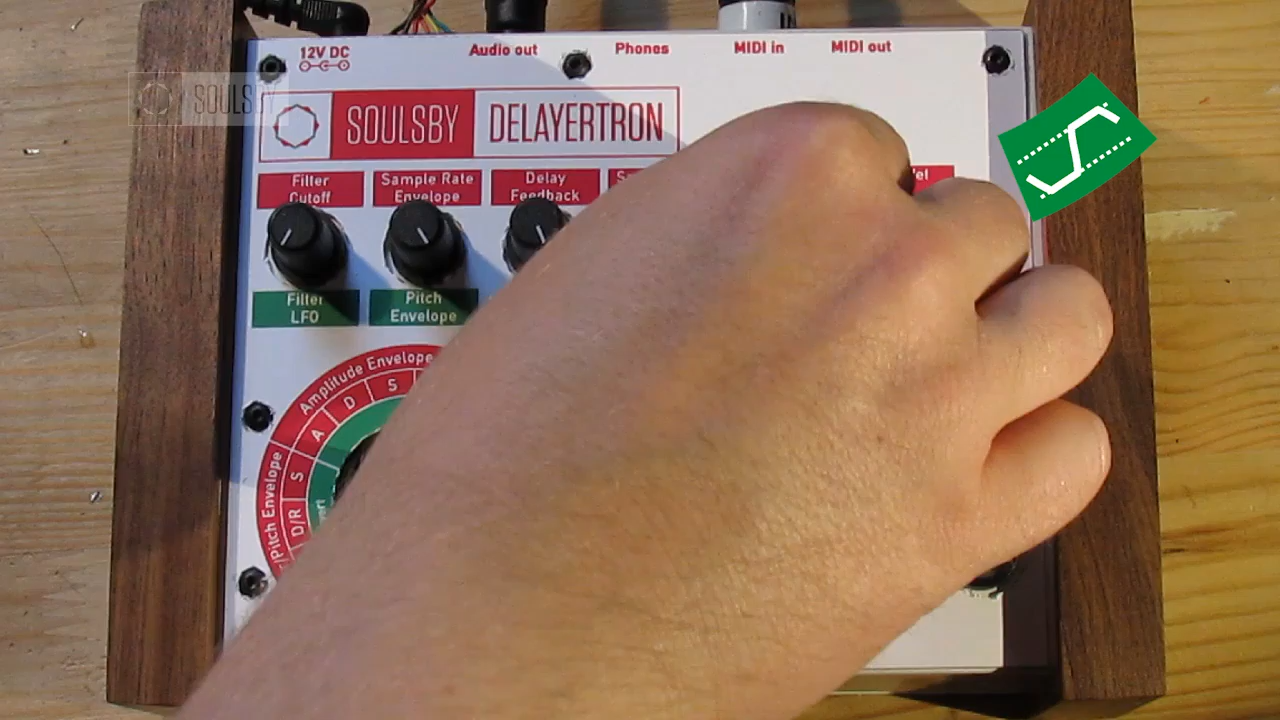 12V DC
Audio out
Phones
MIDI in
MIDI out
SOULSBY
SOULSBY DELAYERTRON
Filter
Cutoff
Sample Rate
Envelope
Delay
Feedback
Filter
LFO
Pitch
Envelope
Amplitude Envelope
A D S
/Pitch Envelope
D/R S